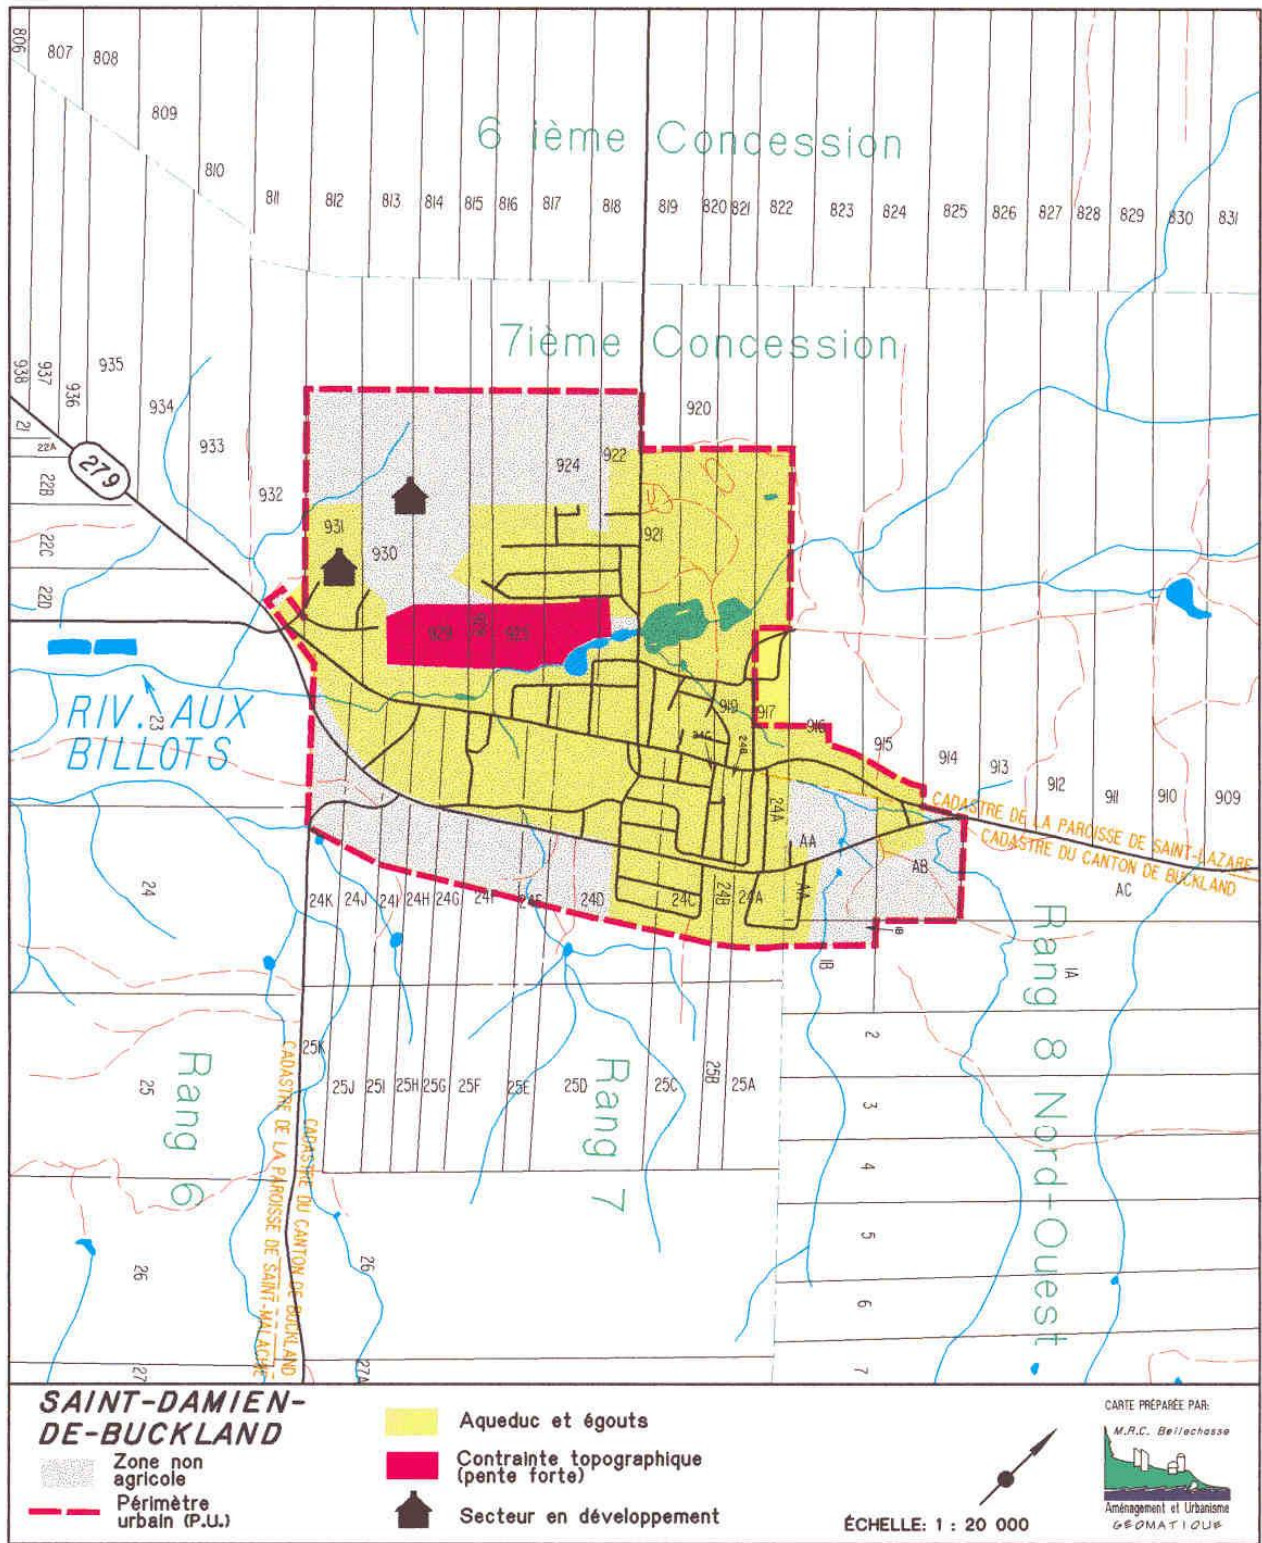 806
807
808
809
810
811
812
813
814
815
816
817
818
819
820
821
822
823
824
825
826
827
828
829
830
831
6 ième Concession
7ième Concession
938
937
936
935
934
933
932
920
21
22A
22B
22C
22D
279
924
922
931
930
921
929
923
919
917
916
915
914
913
912
911
910
909
RIV. AUX
BILLOTS
23
24B
24A
AA
AB
AC
CADASTRE DE LA PAROISSE DE SAINT-LAZARE
CADASTRE DU CANTON DE BUCKLAND
24
24K
24J
24I
24H
24G
24F
24E
24D
24C
24B
24A
AA
1B
1A
Rang 8 Nord-Ouest
2
3
4
5
6
7
25K
25J
25I
25H
25G
25F
25E
25D
25C
25B
25A
Rang 6
Rang 7
25
26
27
26
27A
CADASTRE DU CANTON DE BUCKLAND
CADASTRE DE LA PAROISSE DE SAINT-MALACHIE
SAINT-DAMIEN-
DE-BUCKLAND
Zone non
agricole
Périmètre
urbain (P.U.)
Aqueduc et égouts
Contrainte topographique
(pente forte)
Secteur en développement
ÉCHELLE: 1 : 20 000
CARTE PRÉPARÉE PAR:
M.R.C. Bellechasse
Aménagement et Urbanisme
GÉOMATIQUE